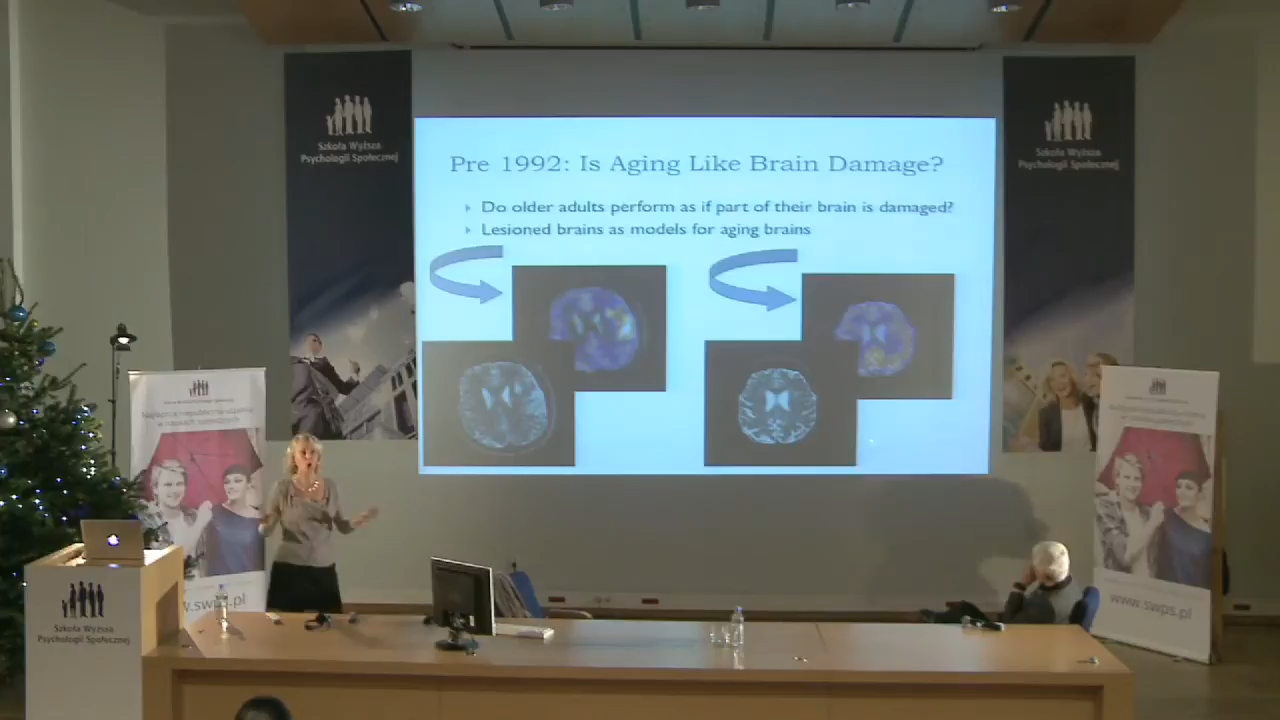 Szkoła Wyższa
Psychologii Społecznej
Pre 1992: Is Aging Like Brain Damage?
Do older adults perform as if part of their brain is damaged?
Lesioned brains as models for aging brains
Szkoła Wyższa
Psychologii Społecznej
w.swps.pl
www.swps.pl
Szkoła Wyższa
Psychologii Społecznej